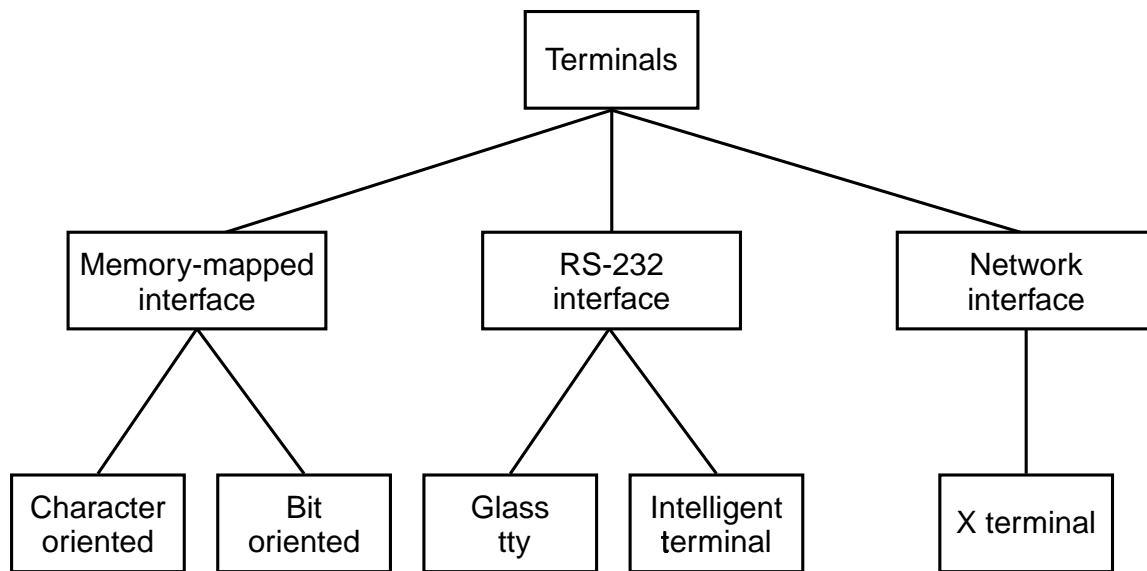 Terminals
Memory-mapped
interface
RS-232
interface
Network
interface
Character
oriented
Bit
oriented
Glass
tty
Intelligent
terminal
X terminal